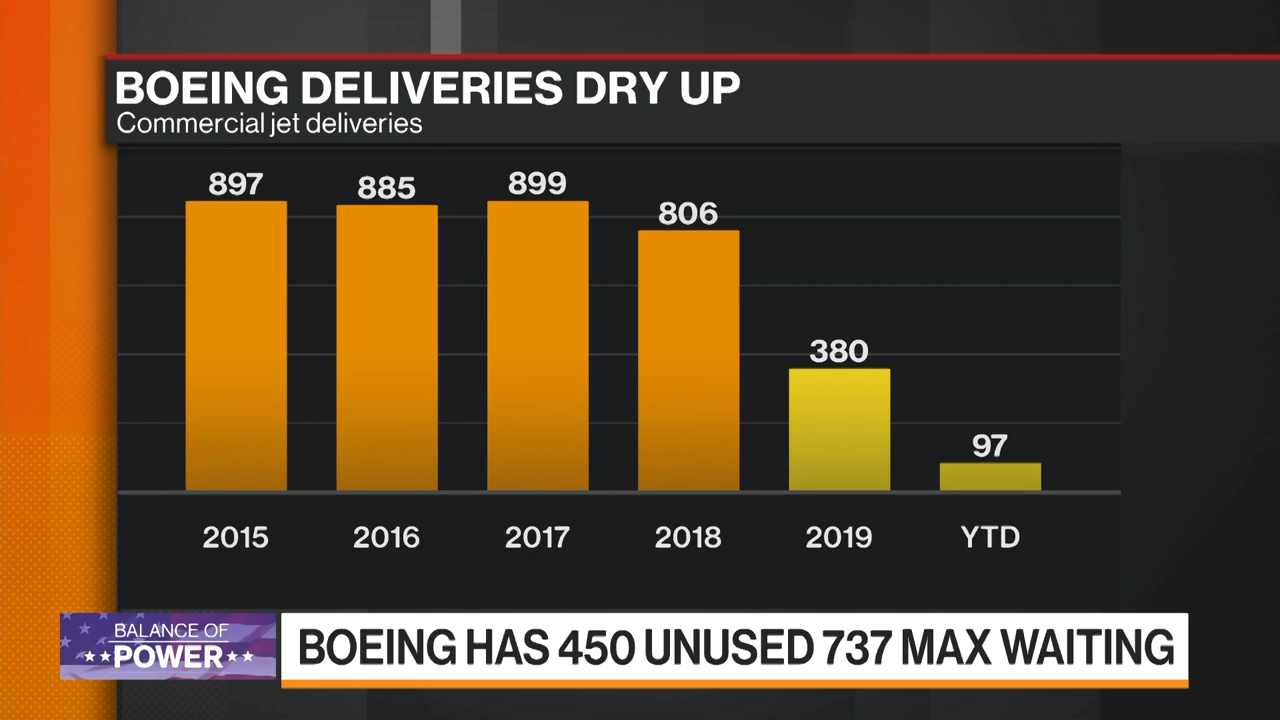 BOEING DELIVERIES DRY UP
Commercial jet deliveries
897 885 899 806 380 97
2015 2016 2017 2018 2019 YTD
BALANCE OF
POWER
BOEING HAS 450 UNUSED 737 MAX WAITING